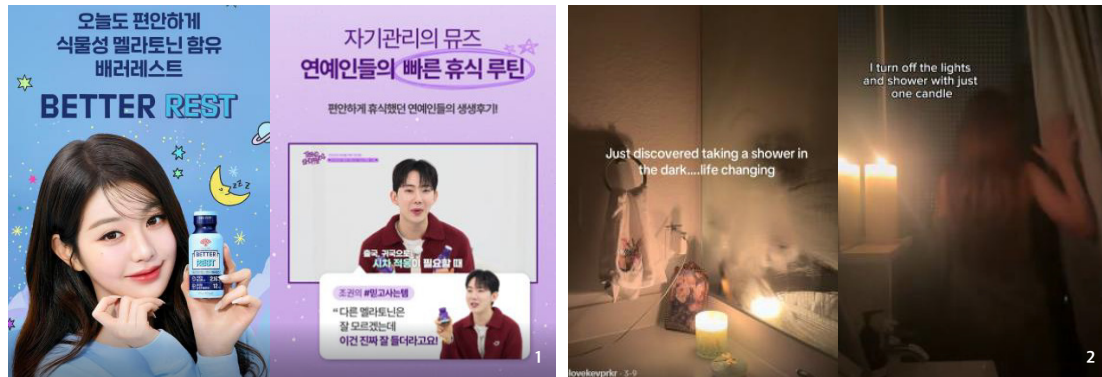 오늘도 편안하게
식물성 멜라토닌 함유
배러레스트
BETTER REST
zzz
BETTER
REST
자기관리의 뮤즈
연예인들의 빠른 휴식 루틴
편안하게 휴식했던 연예인들의 생생후기!
출국, 귀국으로
시차 적응이 필요할 때
조권의 #믿고사는템
“다른 멜라토닌은
잘 모르겠는데
이건 진짜 잘 들더라고요!
1
Just discovered taking a shower in
the dark....life changing
lovekevprkr · 3-9
I turn off the lights
and shower with just
one candle
2